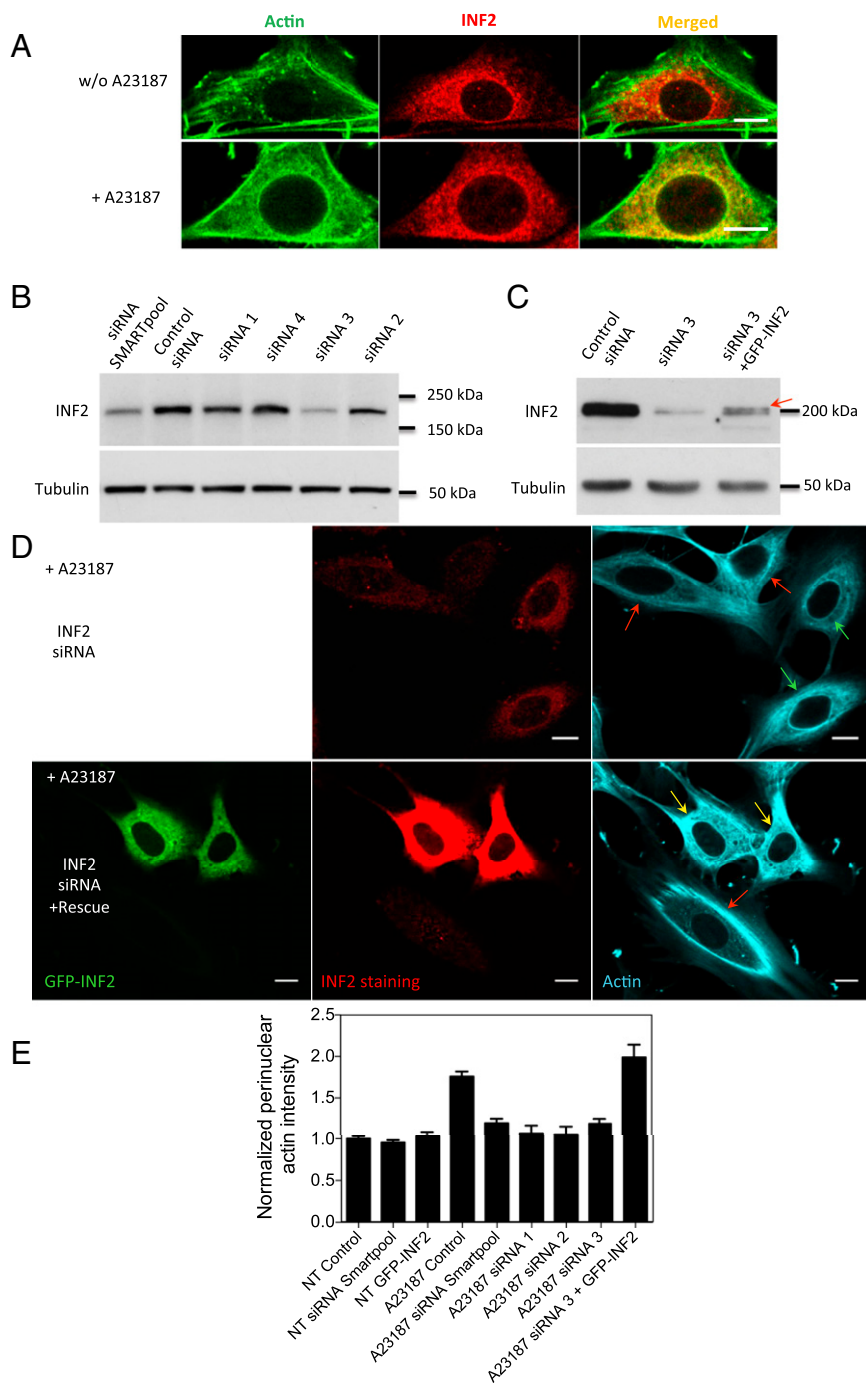 A
Actin
INF2
Merged
w/o A23187
+ A23187
B
siRNA
SMARTpool
Control
siRNA
siRNA 1
siRNA 4
siRNA 3
siRNA 2
INF2
250 kDa
150 kDa
Tubulin
50 kDa
C
Control
siRNA
siRNA 3
siRNA 3
+GFP-INF2
INF2
200 kDa
Tubulin
50 kDa
D
+ A23187
INF2
siRNA
+ A23187
INF2
siRNA
+Rescue
GFP-INF2
INF2 staining
Actin
E
Normalized perinuclear
actin intensity
2.5
2.0
1.5
1.0
0.5
0.0
NT Control
NT siRNA Smartpool
NT GFP-INF2
A23187 Control
A23187 siRNA Smartpool
A23187 siRNA 1
A23187 siRNA 2
A23187 siRNA 3
A23187 siRNA 3 + GFP-INF2